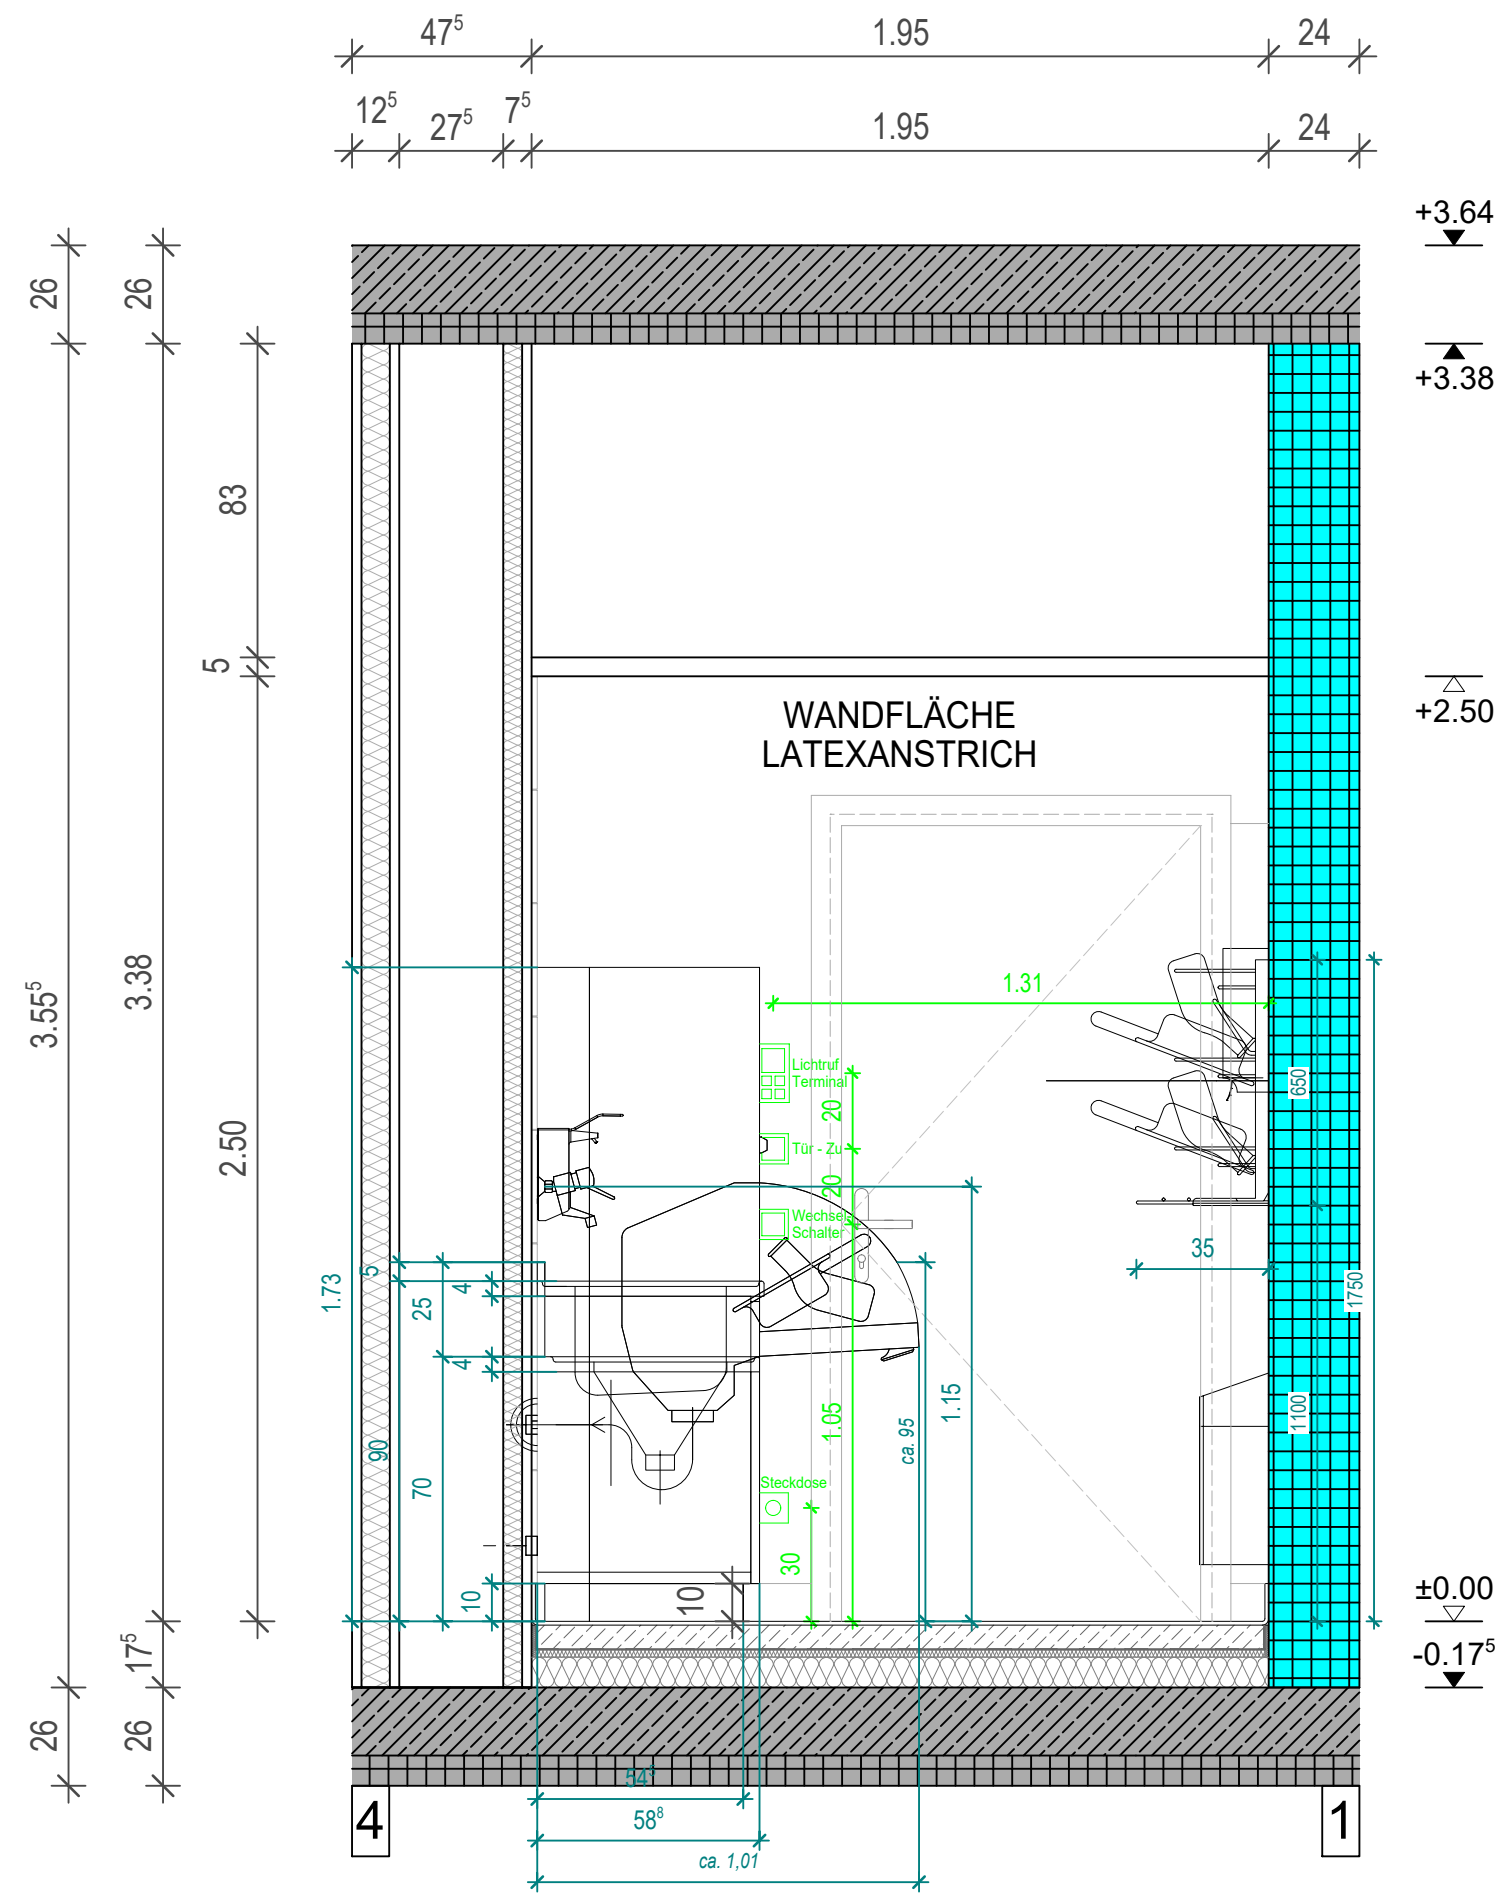 47⁵ 1.95 24
12⁵ 27⁵ 7⁵ 1.95 24
+3.64
26 26
+3.38
83
5
+2.50
WANDFLÄCHE
LATEXANSTRICH
3.55⁵ 3.38 2.50
1.31
Lichtruf
Terminal
20
650
Tür - Zu
20
Wechsel
Schalter
35
1.73 5 25 4
1750
4
1.15
1.05
ca. 95
1100
90 70
Steckdose
30
10 10
±0.00
17⁵
-0.17⁵
26 26
54⁵
58⁸
ca. 1,01
4 1